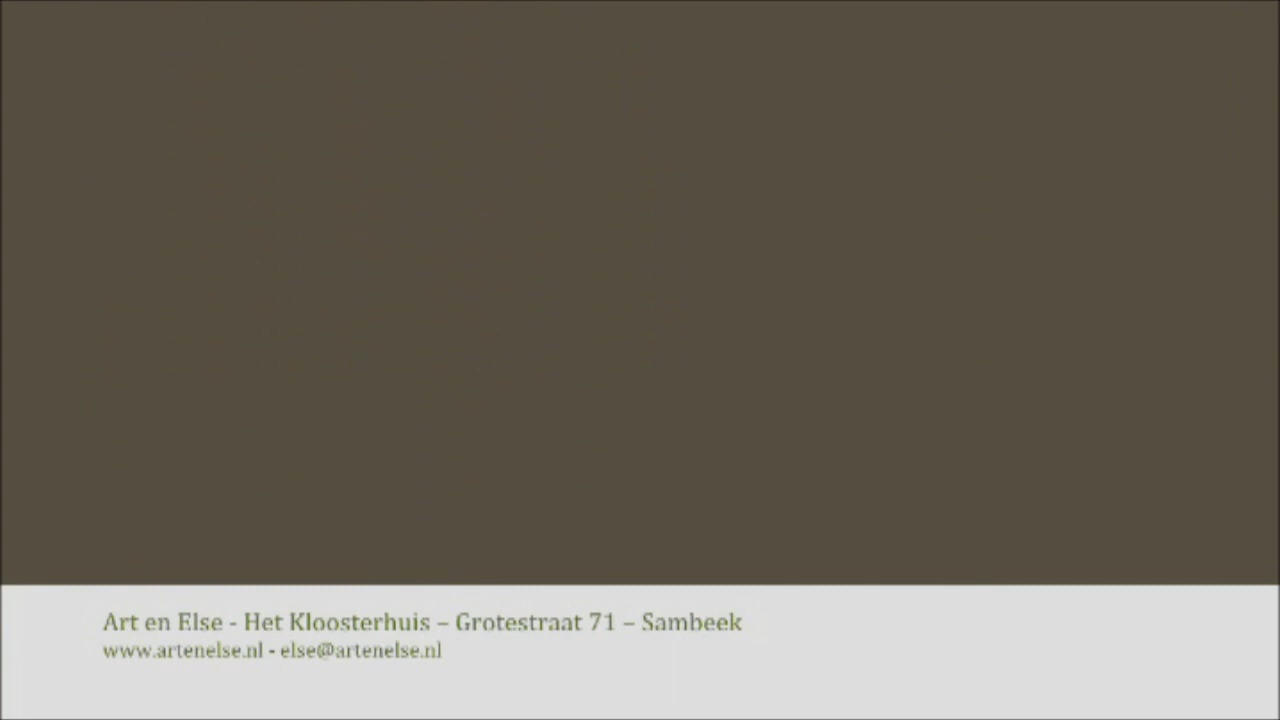 Art en Else - Het Kloosterhuis – Grotestraat 71 – Sambeek
www.artenelse.nl - else@artenelse.nl